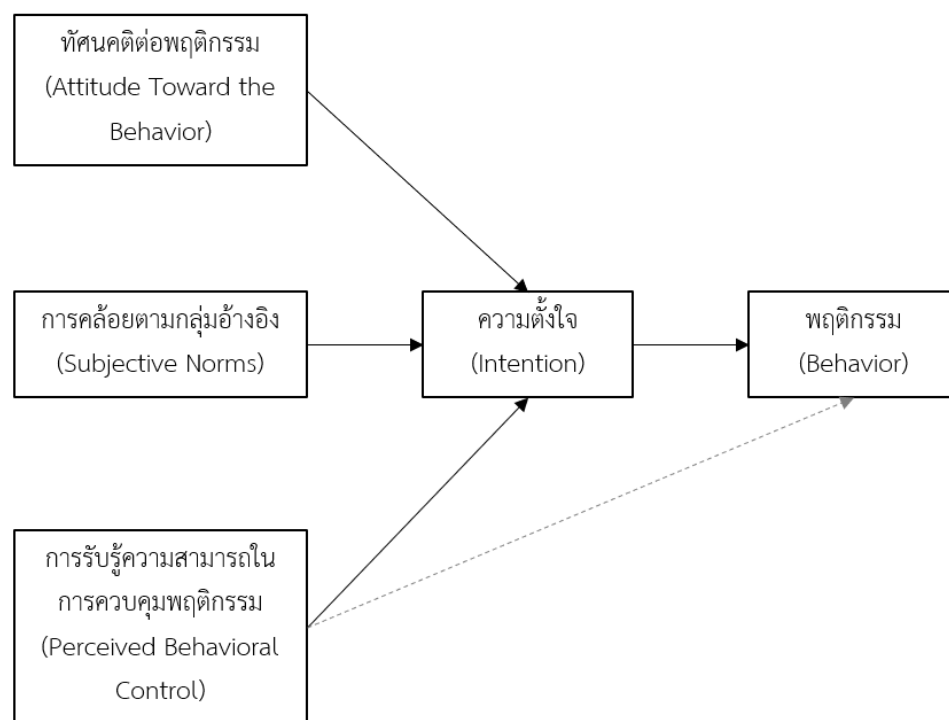 ทัศนคติต่อพฤติกรรม
(Attitude Toward the
Behavior)
การคล้อยตามกลุ่มอ้างอิง
(Subjective Norms)
ความตั้งใจ
(Intention)
พฤติกรรม
(Behavior)
การรับรู้ความสามารถใน
การควบคุมพฤติกรรม
(Perceived Behavioral
Control)